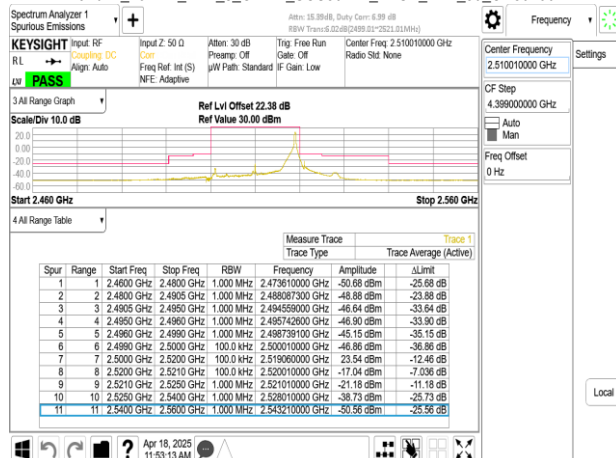 Spectrum Analyzer 1
Spurious Emissions
Attn: 15.39dB, Duty Corr: 6.99 dB
RBW Trans:6.02dB(2499.01~2521.01MHz)
Frequency
KEYSIGHT
Input: RF
Input Z: 50 Ω
Atten: 30 dB
Trig: Free Run
Center Freq: 2.510010000 GHz
RL
Coupling: DC
Corr
Preamp: Off
Gate: Off
Radio Std: None
Align: Auto
Freq Ref: Int (S)
µW Path: Standard
IF Gain: Low
LXI
PASS
NFE: Adaptive
Center Frequency
2.510010000 GHz
Settings
CF Step
4.399000000 GHz
Auto
Man
Freq Offset
0 Hz
Local
3 All Range Graph
Ref Lvl Offset 22.38 dB
Scale/Div 10.0 dB
Ref Value 30.00 dBm
20.0
0.00
-20.0
-40.0
-60.0
Start 2.460 GHz
Stop 2.560 GHz
4 All Range Table
Measure Trace Trace 1
Trace Type Trace Average (Active)
Spur Range Start Freq Stop Freq RBW Frequency Amplitude ΔLimit
1 1 2.4600 GHz 2.4800 GHz 1.000 MHz 2.473610000 GHz -50.68 dBm -25.68 dB
2 2 2.4800 GHz 2.4905 GHz 1.000 MHz 2.488087300 GHz -48.88 dBm -23.88 dB
3 3 2.4905 GHz 2.4950 GHz 1.000 MHz 2.494559000 GHz -46.64 dBm -33.64 dB
4 4 2.4950 GHz 2.4960 GHz 1.000 MHz 2.495742600 GHz -46.90 dBm -33.90 dB
5 5 2.4960 GHz 2.4990 GHz 1.000 MHz 2.498739100 GHz -45.15 dBm -35.15 dB
6 6 2.4990 GHz 2.5000 GHz 100.0 kHz 2.500010000 GHz -46.86 dBm -36.86 dB
7 7 2.5000 GHz 2.5200 GHz 100.0 kHz 2.519060000 GHz 23.54 dBm -12.46 dB
8 8 2.5200 GHz 2.5210 GHz 100.0 kHz 2.520010000 GHz -17.04 dBm -7.036 dB
9 9 2.5210 GHz 2.5250 GHz 1.000 MHz 2.521010000 GHz -21.18 dBm -11.18 dB
10 10 2.5250 GHz 2.5400 GHz 1.000 MHz 2.528010000 GHz -38.73 dBm -25.73 dB
11 11 2.5400 GHz 2.5600 GHz 1.000 MHz 2.543210000 GHz -50.56 dBm -25.56 dB
Apr 18, 2025
11:53:13 AM